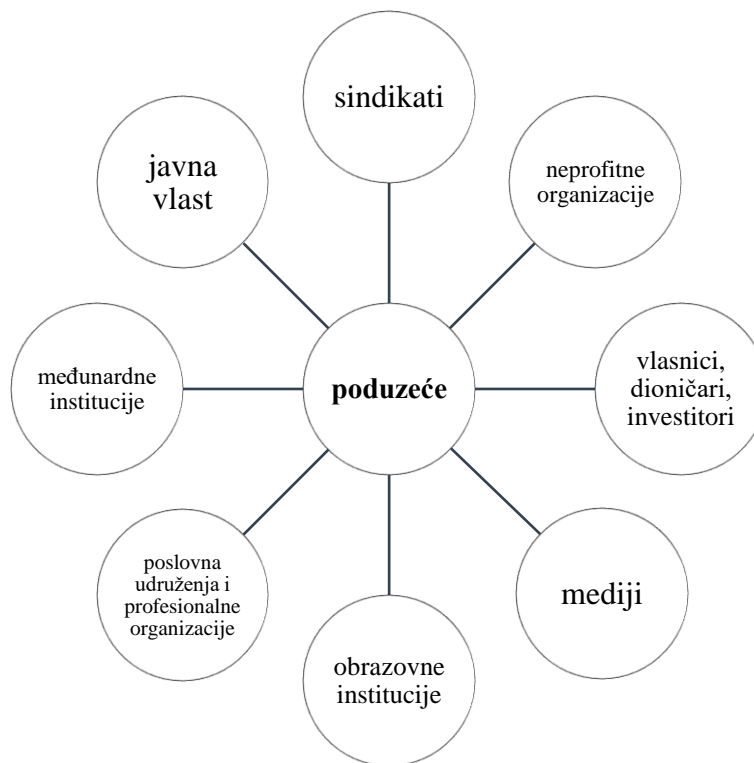 sindikati
neprofitne
organizacije
vlasnici,
dioničari,
investitori
mediji
obrazovne
institucije
poslovna
udruženja i
profesionalne
organizacije
međunardne
institucije
javna
vlast
poduzeće